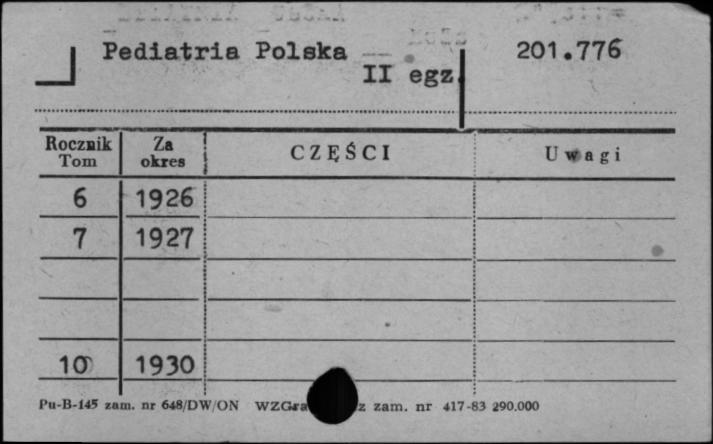 Pediatria Polska
II egz.
201.776
Rocznik Tom
Za okres
CZĘŚCI
Uwagi
6 1926
7 1927
10 1930
Pu-B-145 zam. nr 648/DW/ON WZGra z zam. nr 417-83 290.000